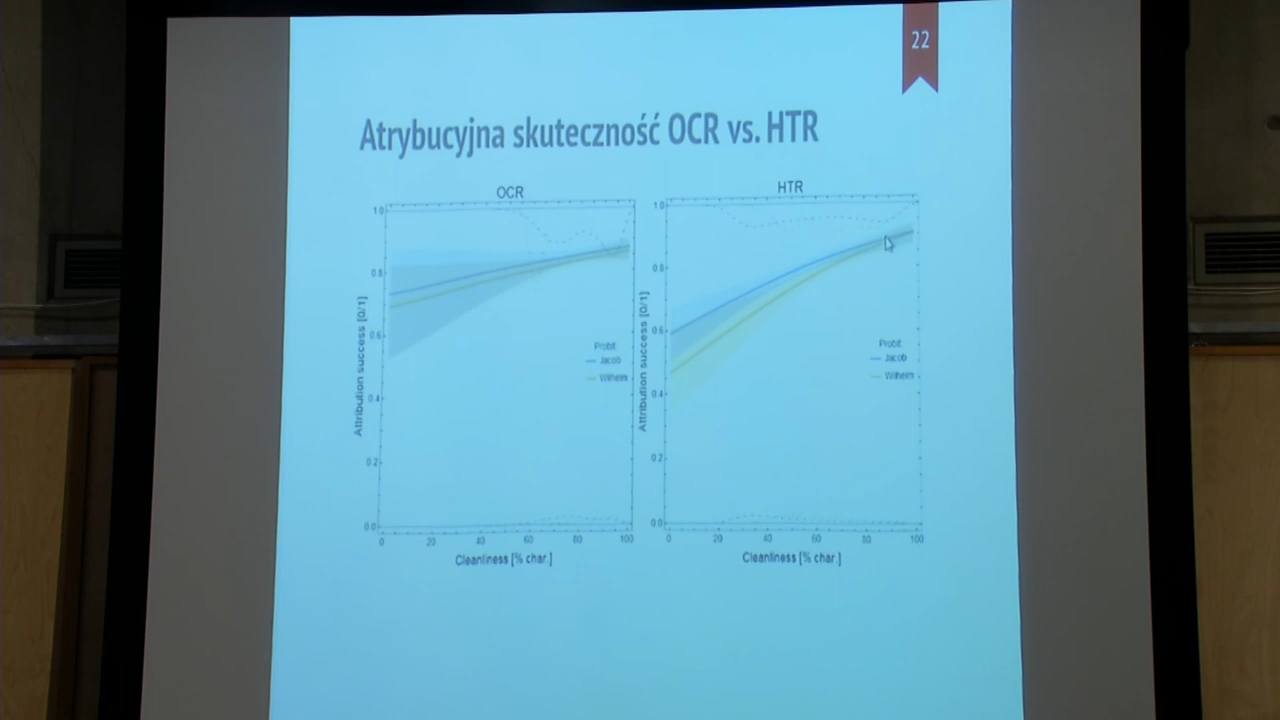 22
Atrybucyjna skuteczność OCR vs. HTR
OCR
1.0
0.8
0.6
0.4
0.2
0.0
0 20 40 60 80 100
Attribution success [0/1]
Cleanliness [% char.]
Probit
Jacob
Wilhelm
HTR
1.0
0.8
0.6
0.4
0.2
0.0
0 20 40 60 80 100
Attribution success [0/1]
Cleanliness [% char.]
Probit
Jacob
Wilhelm